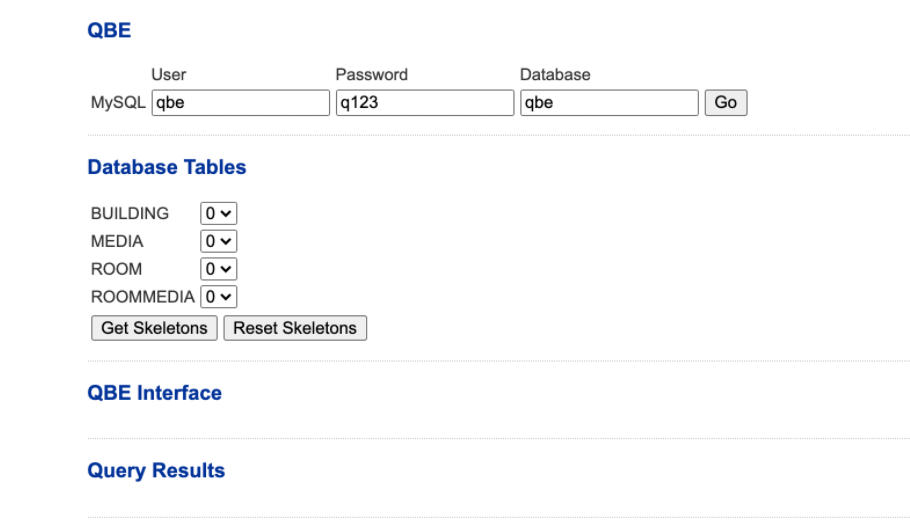 QBE
User Password Database
MySQL qbe q123 qbe Go
Database Tables
BUILDING 0
MEDIA 0
ROOM 0
ROOMMEDIA 0
Get Skeletons Reset Skeletons
QBE Interface
Query Results